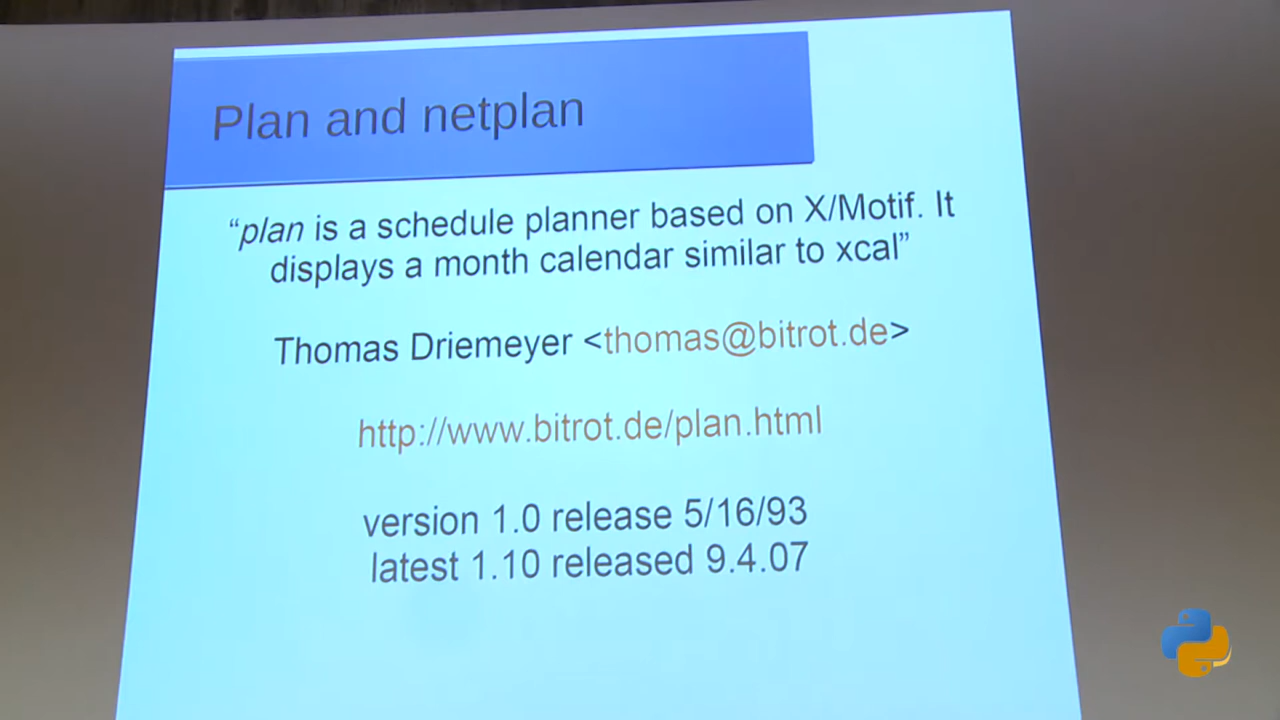 Plan and netplan
“plan is a schedule planner based on X/Motif. It
displays a month calendar similar to xcal”
Thomas Driemeyer <thomas@bitrot.de>
http://www.bitrot.de/plan.html
version 1.0 release 5/16/93
latest 1.10 released 9.4.07